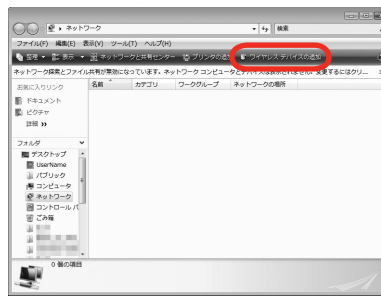 ネットワーク
検索
ファイル(F) 編集(E) 表示(V) ツール(T) ヘルプ(H)
整理 表示 ネットワークと共有センター プリンタの追加 ワイヤレス デバイスの追加
ネットワーク探索とファイル共有が無効になっています。ネットワーク コンピュータとデバイスは表示されません。変更するにはクリ...
お気に入りリンク
名前 カテゴリ ワークグループ ネットワークの場所
ドキュメント
ピクチャ
詳細 »
フォルダ
デスクトップ
UserName
パブリック
コンピュータ
ネットワーク
コントロール パ
ごみ箱
0 個の項目